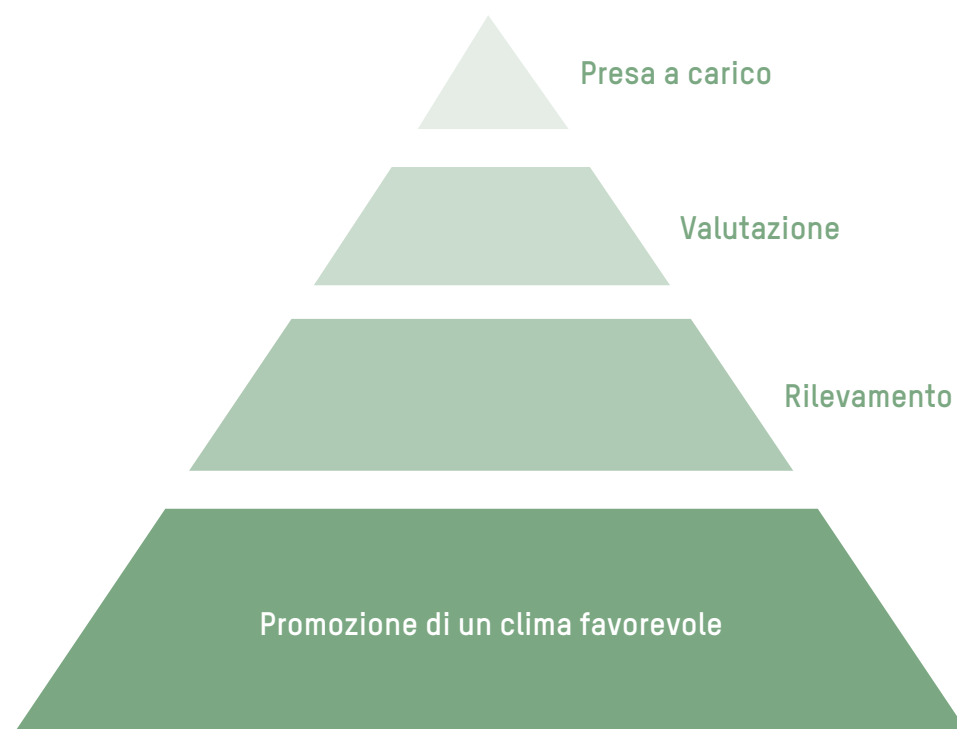 Presa a carico
Valutazione
Rilevamento
Promozione di un clima favorevole